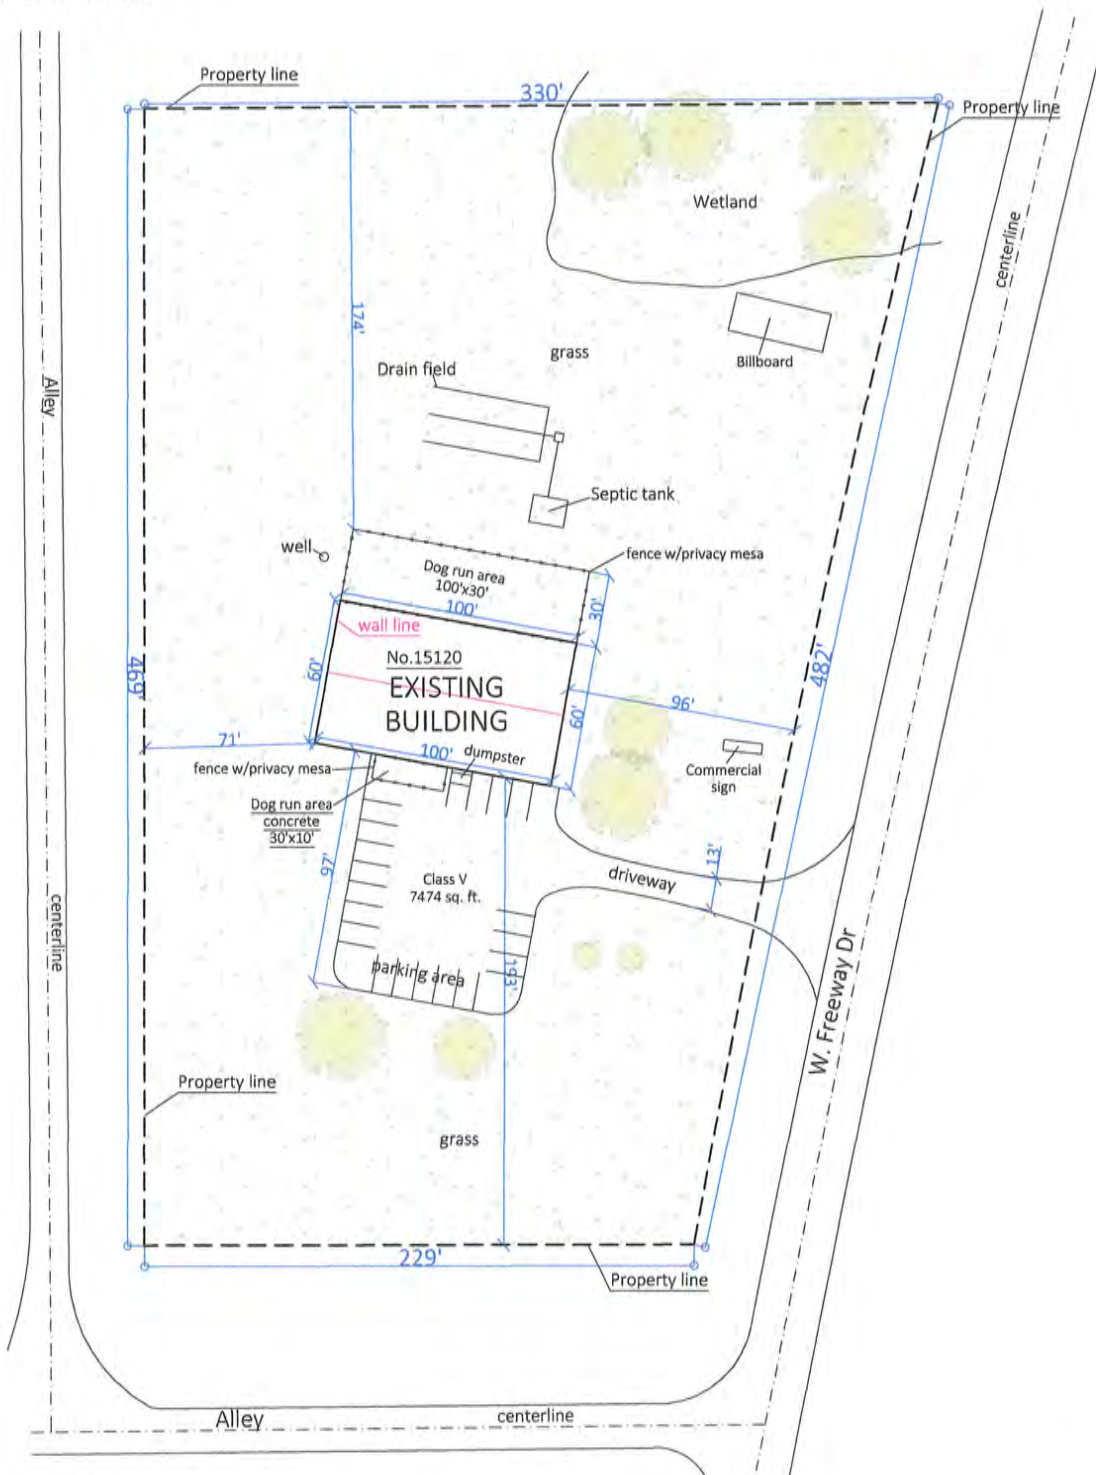 Property line
330'
Property line
Wetland
centerline
174'
grass
Billboard
Drain field
Alley
Septic tank
well
fence w/privacy mesa
Dog run area
100'x30'
100'
30'
wall line
No.15120
EXISTING
BUILDING
60'
60'
469'
482'
96'
71'
100'
dumpster
fence w/privacy mesa
Commercial
sign
Dog run area
concrete
30'x10'
97'
13'
driveway
Class V
7474 sq. ft.
centerline
parking area
193'
W. Freeway Dr
Property line
grass
229'
Property line
Alley
centerline